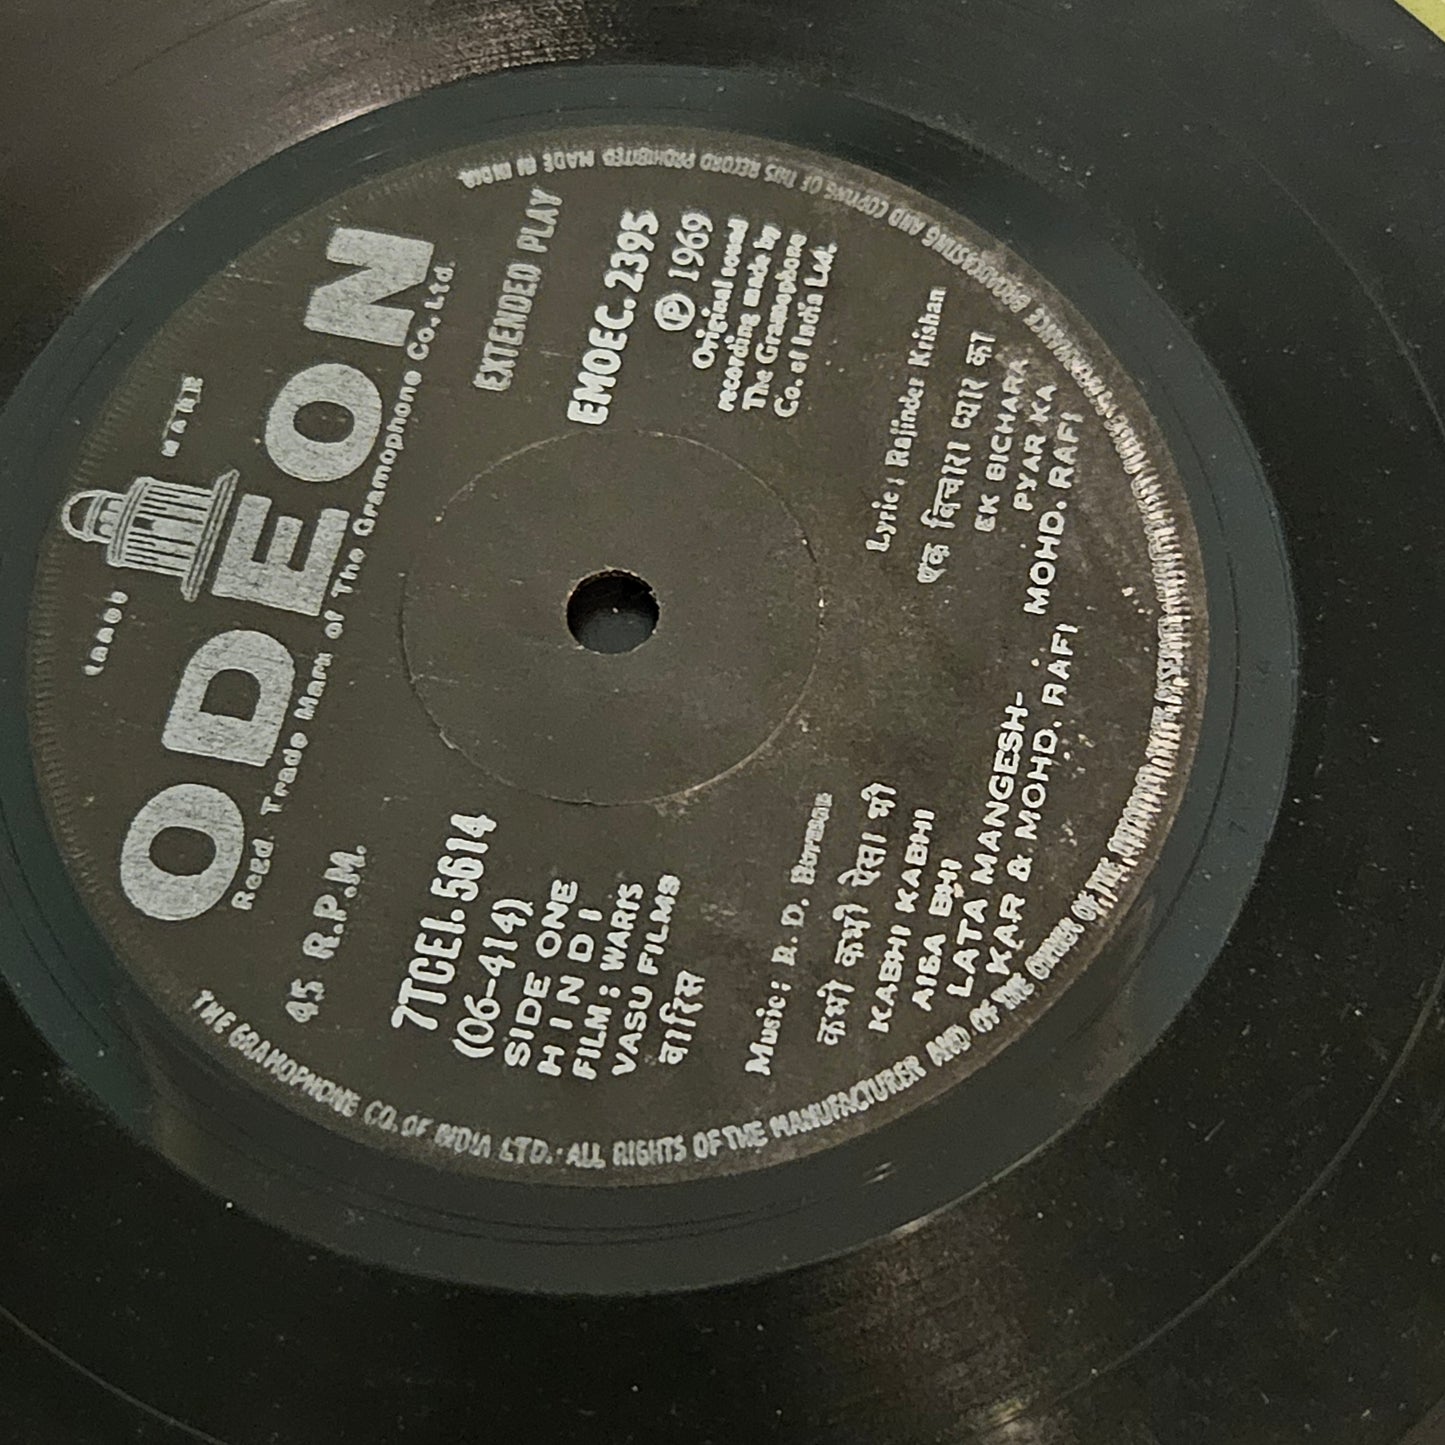 TRADE
MARK
ODEON
Regd. Trade Mark of The Gramophone Co., Ltd.
45 R.P.M.
EXTENDED PLAY
7TCEI.5614
(06-414)
SIDE ONE
HINDI
FILM : WARIS
VASU FILMS
वारिस
EMOEC.2395
Ⓟ 1969
Original sound
recording made by
The Gramophone
Co. of India Ltd.
Music; R. D. Burman
Lyric; Rajinder Krishan
कभी कभी ऐसा भी
KABHI KABHI
AISA BHI
LATA MANGESH-
KAR & MOHD. RAFI
एक बिचारा प्यार का
EK BICHARA
PYAR KA
MOHD. RAFI
THE GRAMOPHONE CO. OF INDIA LTD. · ALL RIGHTS OF THE MANUFACTURER AND OF THE OWNER OF THE
BROADCASTING AND COPYING OF THIS RECORD PROHIBITED MADE IN INDIA.